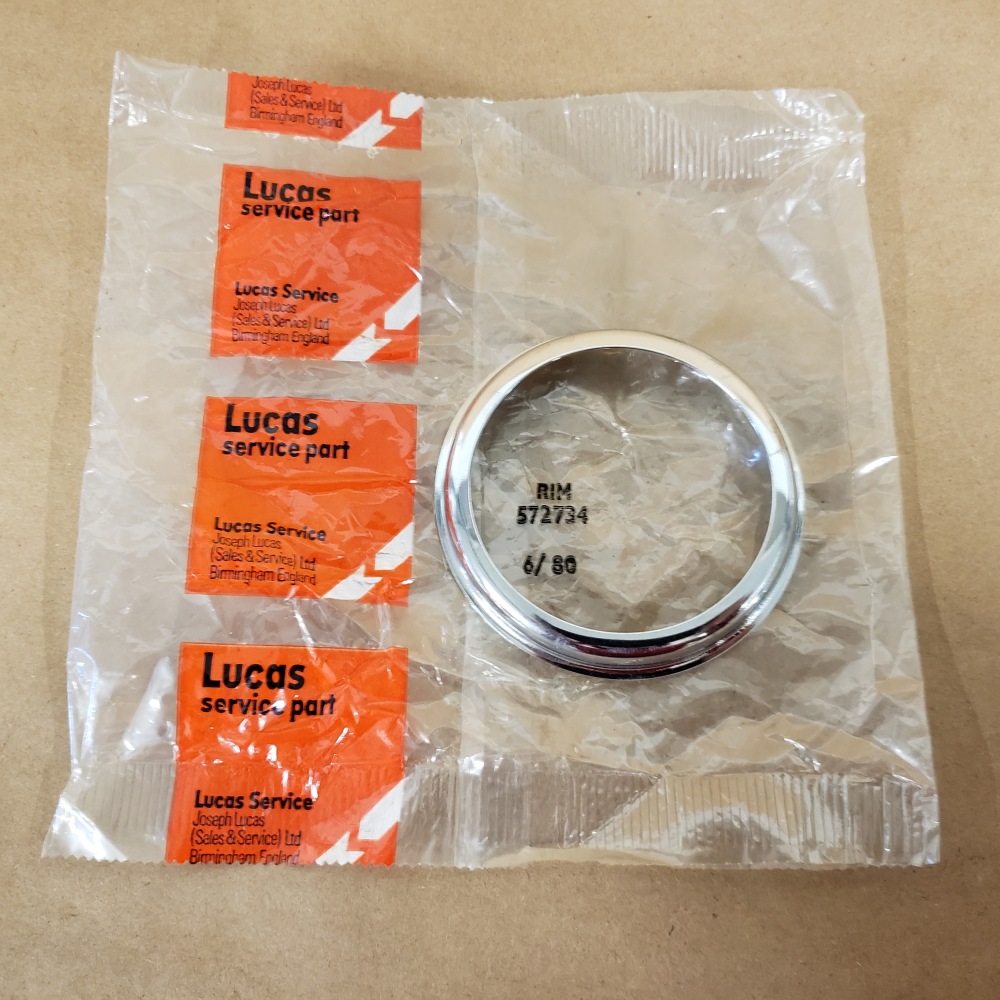 Joseph Lucas
(Sales & Service) Ltd
Birmingham England
Lucas
service part
Lucas Service
Joseph Lucas
(Sales & Service) Ltd
Birmingham England
Lucas
service part
Lucas Service
Joseph Lucas
(Sales & Service) Ltd
Birmingham England
Lucas
service part
Lucas Service
Joseph Lucas
(Sales & Service) Ltd
Birmingham England
RIM
572734
6/ 80